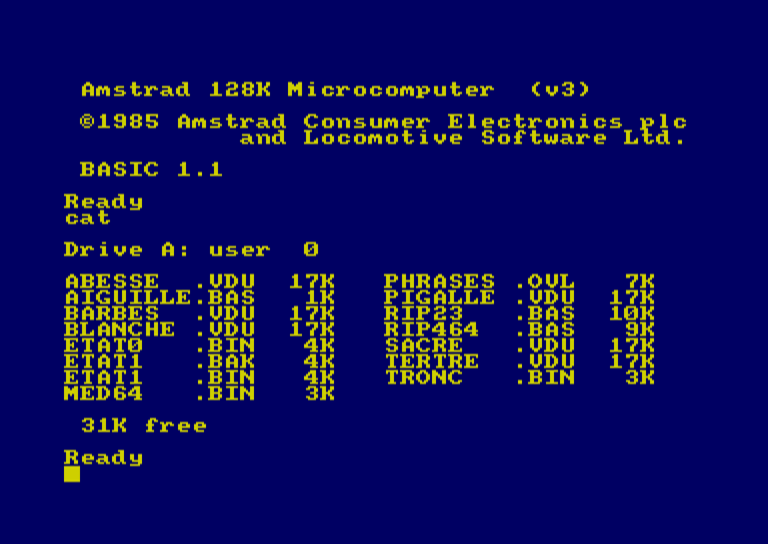 Amstrad 128K Microcomputer  (v3)
©1985 Amstrad Consumer Electronics plc
and Locomotive Software Ltd.
BASIC 1.1
Ready
cat
Drive A: user  0
ABESSE  .VDU  17K   PHRASES .OVL   7K
AIGUILLE.BAS   1K   PIGALLE .VDU  17K
BARBES  .VDU  17K   RIP23   .BAS  10K
BLANCHE .VDU  17K   RIP464  .BAS   9K
ETAT0   .BIN   4K   SACRE   .VDU  17K
ETAT1   .BAK   4K   TERTRE  .VDU  17K
ETAT1   .BIN   4K   TRONC   .BIN   3K
MED64   .BIN   3K
31K free
Ready